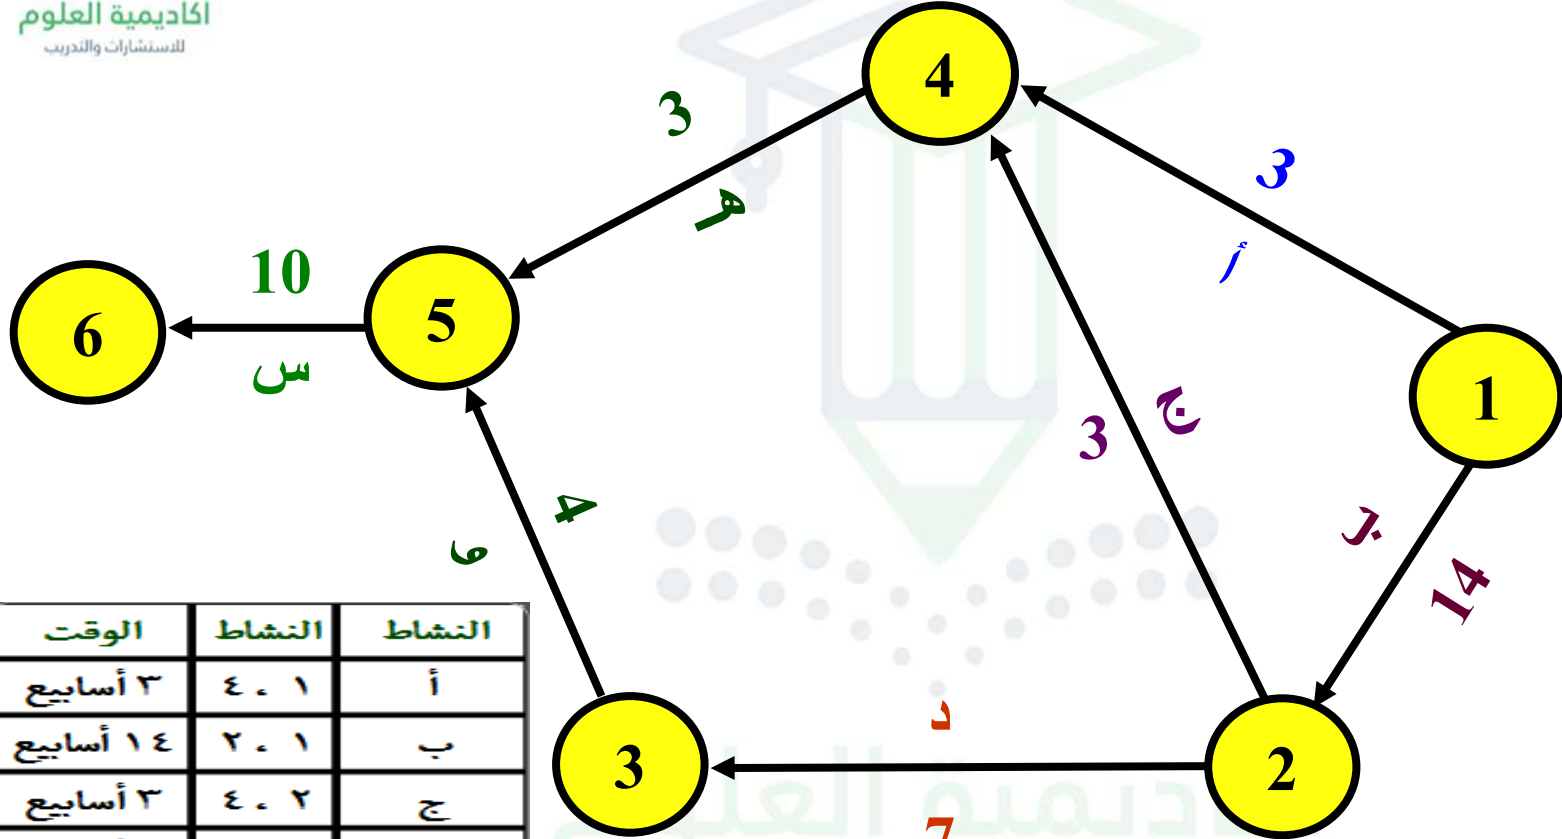 اكاديمية العلوم
للاستشارات والتدريب
4
3
3
هـ
أ
10
6
5
س
1
ج
3
4
و
ب
14
د
3
2
7
النشاط النشاط الوقت
أ ١ ، ٤ ٣ أسابيع
ب ١ ، ٢ ١٤ أسابيع
ج ٢ ، ٤ ٣ أسابيع